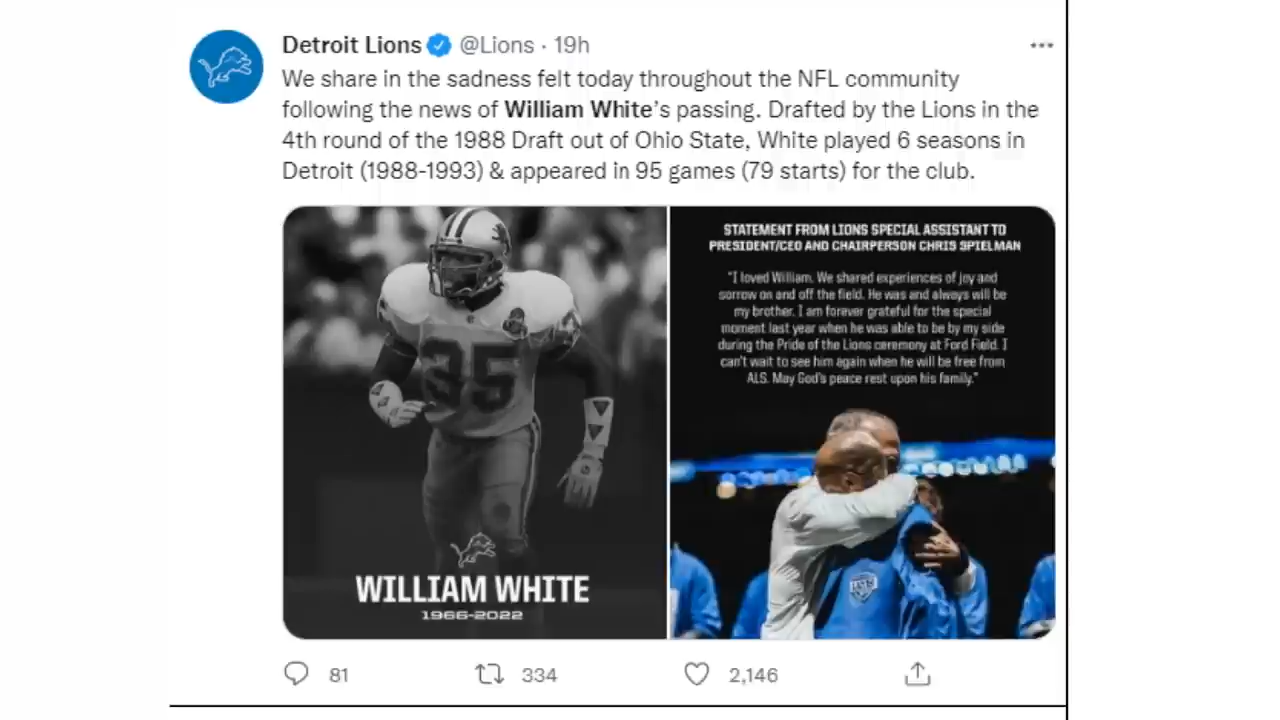 Detroit Lions @Lions · 19h
We share in the sadness felt today throughout the NFL community
following the news of William White's passing. Drafted by the Lions in the
4th round of the 1988 Draft out of Ohio State, White played 6 seasons in
Detroit (1988-1993) & appeared in 95 games (79 starts) for the club.
35
WILLIAM WHITE
1966-2022
STATEMENT FROM LIONS SPECIAL ASSISTANT TO
PRESIDENT/CEO AND CHAIRPERSON CHRIS SPIELMAN
"I loved William. We shared experiences of joy and
sorrow on and off the field. He was and always will be
my brother. I am forever grateful for the special
moment last year when he was able to be by my side
during the Pride of the Lions ceremony at Ford Field. I
can't wait to see him again when he will be free from
ALS. May God's peace rest upon his family."
81 334 2,146